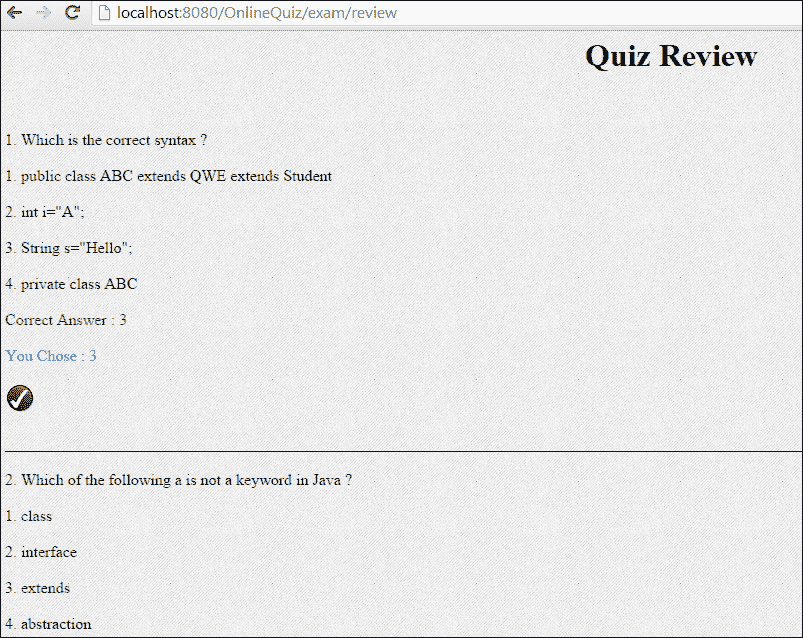 localhost:8080/OnlineQuiz/exam/review
Quiz Review
1. Which is the correct syntax ?
1. public class ABC extends QWE extends Student
2. int i="A";
3. String s="Hello";
4. private class ABC
Correct Answer : 3
You Chose : 3
2. Which of the following a is not a keyword in Java ?
1. class
2. interface
3. extends
4. abstraction